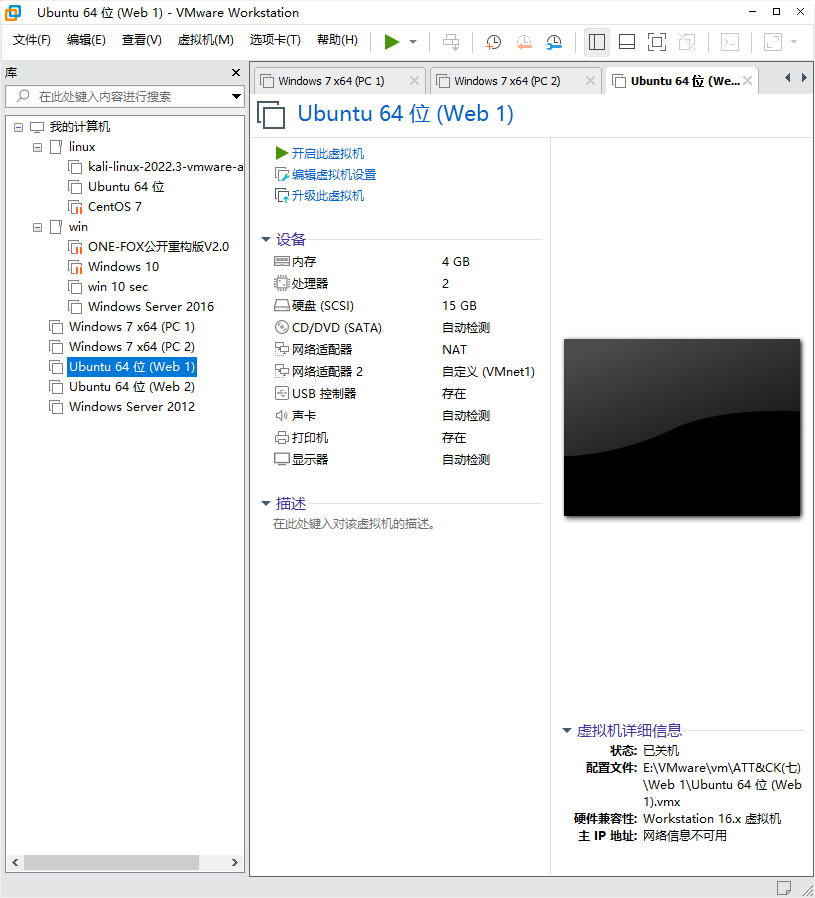 Ubuntu 64 位 (Web 1) - VMware Workstation
文件(F) 编辑(E) 查看(V) 虚拟机(M) 选项卡(T) 帮助(H)
库
在此处键入内容进行搜索
我的计算机
linux
kali-linux-2022.3-vmware-a
Ubuntu 64 位
CentOS 7
win
ONE-FOX公开重构版V2.0
Windows 10
win 10 sec
Windows Server 2016
Windows 7 x64 (PC 1)
Windows 7 x64 (PC 2)
Ubuntu 64 位 (Web 1)
Ubuntu 64 位 (Web 2)
Windows Server 2012
Windows 7 x64 (PC 1) Windows 7 x64 (PC 2) Ubuntu 64 位 (We...
Ubuntu 64 位 (Web 1)
开启此虚拟机
编辑虚拟机设置
升级此虚拟机
设备
内存 4 GB
处理器 2
硬盘 (SCSI) 15 GB
CD/DVD (SATA) 自动检测
网络适配器 NAT
网络适配器 2 自定义 (VMnet1)
USB 控制器 存在
声卡 自动检测
打印机 存在
显示器 自动检测
描述
在此处键入对该虚拟机的描述。
虚拟机详细信息
状态: 已关机
配置文件: E:\VMware\vm\ATT&CK(七)
\Web 1\Ubuntu 64 位 (Web
1).vmx
硬件兼容性: Workstation 16.x 虚拟机
主 IP 地址: 网络信息不可用